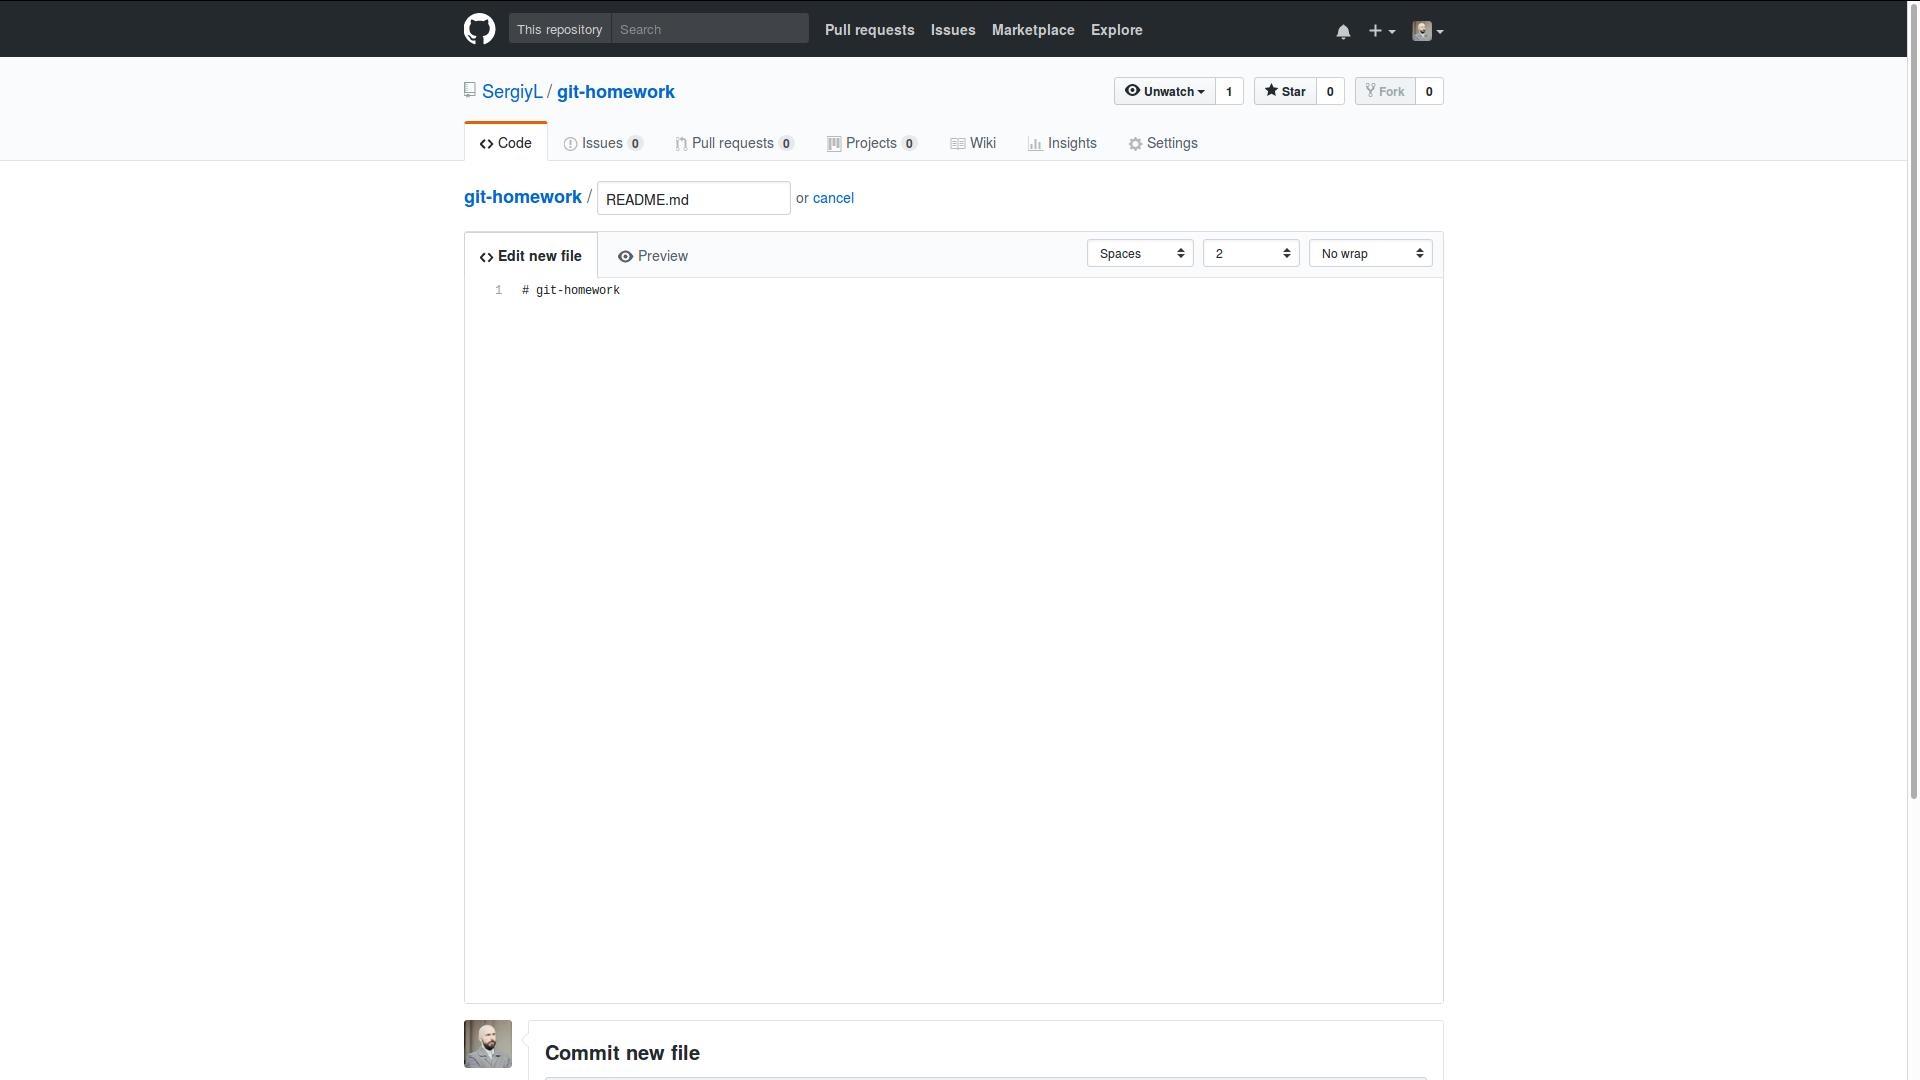 This repository Search Pull requests Issues Marketplace Explore
SergiyL / git-homework Unwatch 1 Star 0 Fork 0
Code Issues 0 Pull requests 0 Projects 0 Wiki Insights Settings
git-homework / README.md or cancel
Edit new file Preview Spaces 2 No wrap
1 # git-homework
Commit new file